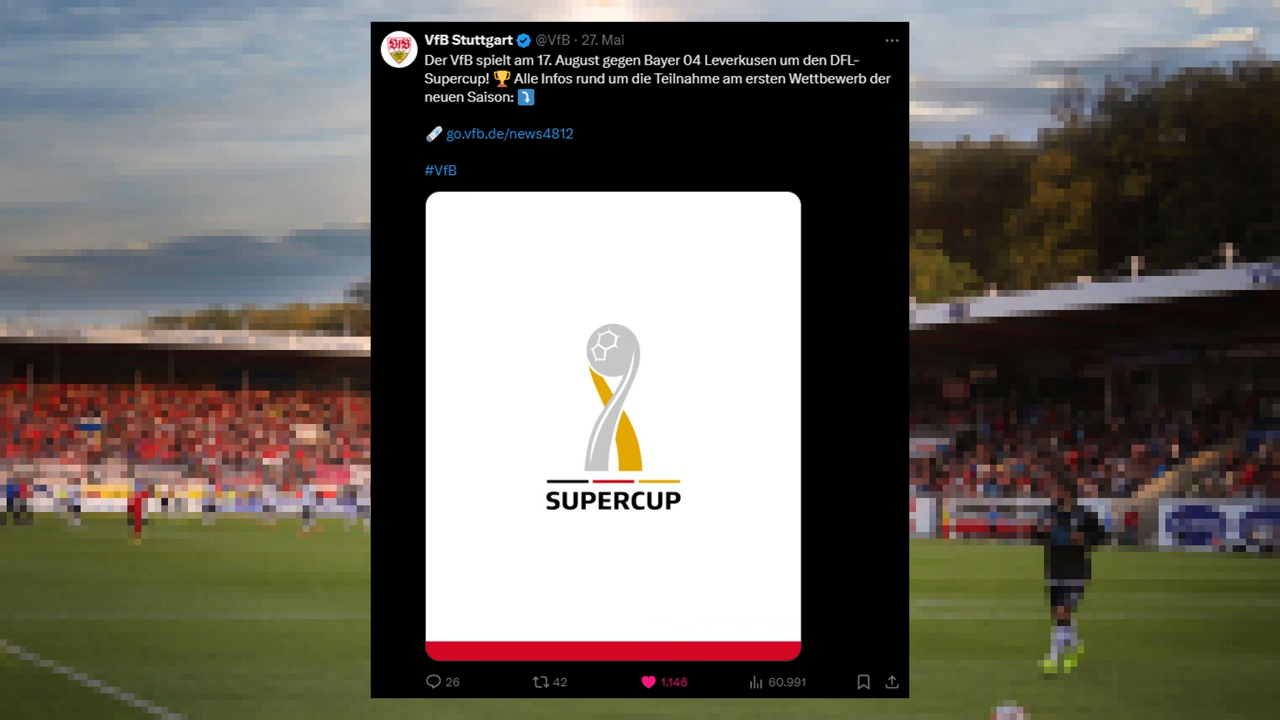 VfB Stuttgart @VfB · 27. Mai
Der VfB spielt am 17. August gegen Bayer 04 Leverkusen um den DFL-
Supercup! 🏆 Alle Infos rund um die Teilnahme am ersten Wettbewerb der
neuen Saison: ⤵️
🗞️ go.vfb.de/news4812
#VfB
SUPERCUP
26 42 1.146 60.991